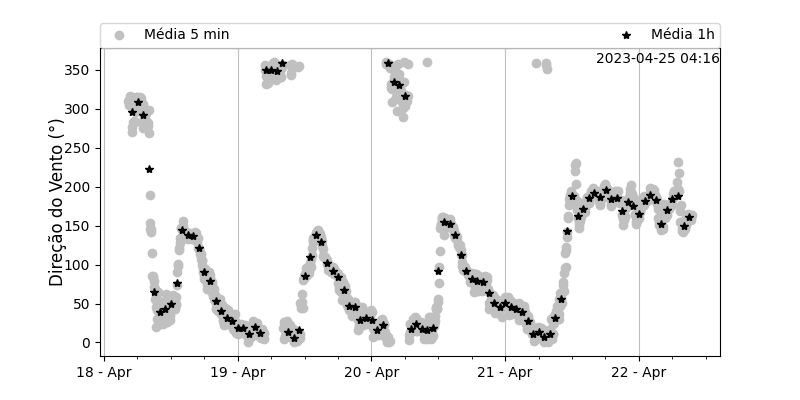 Média 5 min
Média 1h
2023-04-25 04:16
Direção do Vento (°)
350
300
250
200
150
100
50
0
18 - Apr
19 - Apr
20 - Apr
21 - Apr
22 - Apr